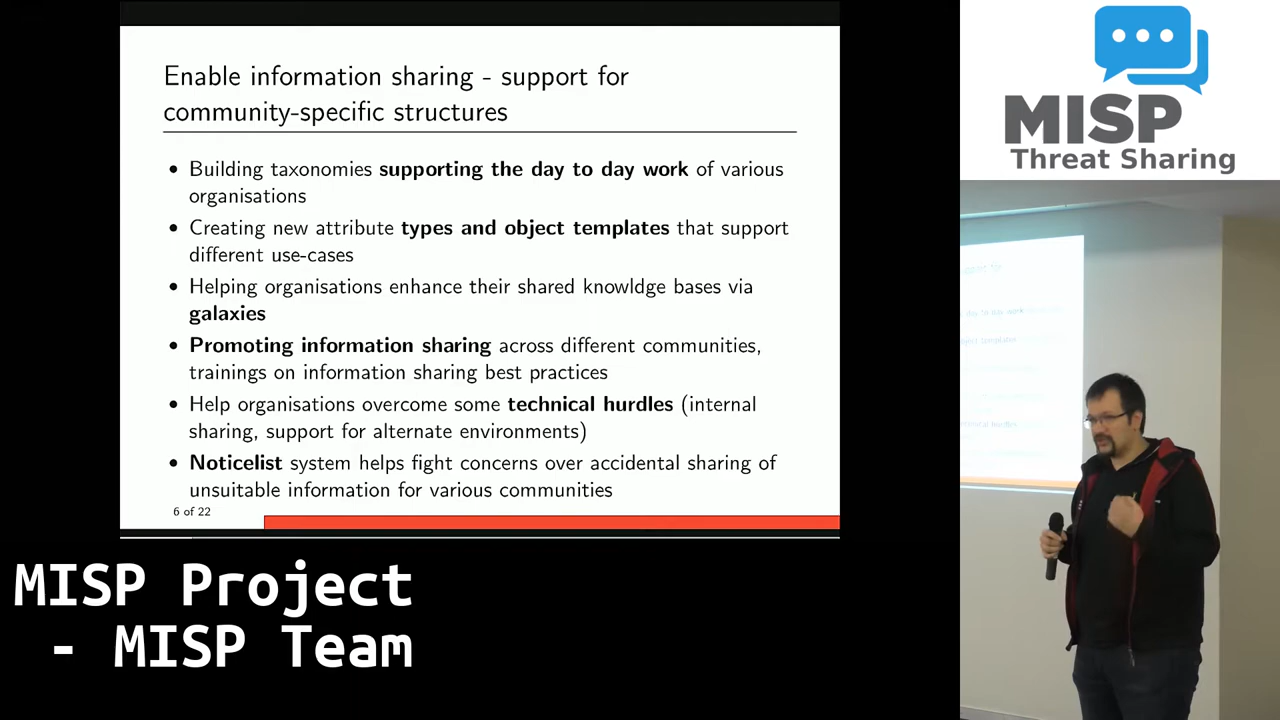 Enable information sharing - support for
community-specific structures
• Building taxonomies supporting the day to day work of various
organisations
• Creating new attribute types and object templates that support
different use-cases
• Helping organisations enhance their shared knowldge bases via
galaxies
• Promoting information sharing across different communities,
trainings on information sharing best practices
• Help organisations overcome some technical hurdles (internal
sharing, support for alternate environments)
• Noticelist system helps fight concerns over accidental sharing of
unsuitable information for various communities
6 of 22
MISP Project
- MISP Team
MISP
Threat Sharing